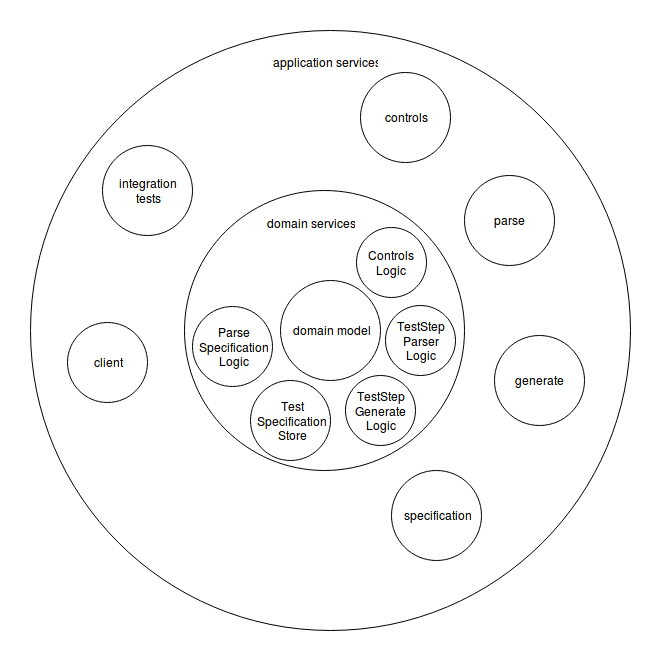 application services
controls
integration
tests
parse
domain services
Controls
Logic
domain model
TestStep
Parser
Logic
Parse
Specification
Logic
client
generate
TestStep
Generate
Logic
Test
Specification
Store
specification